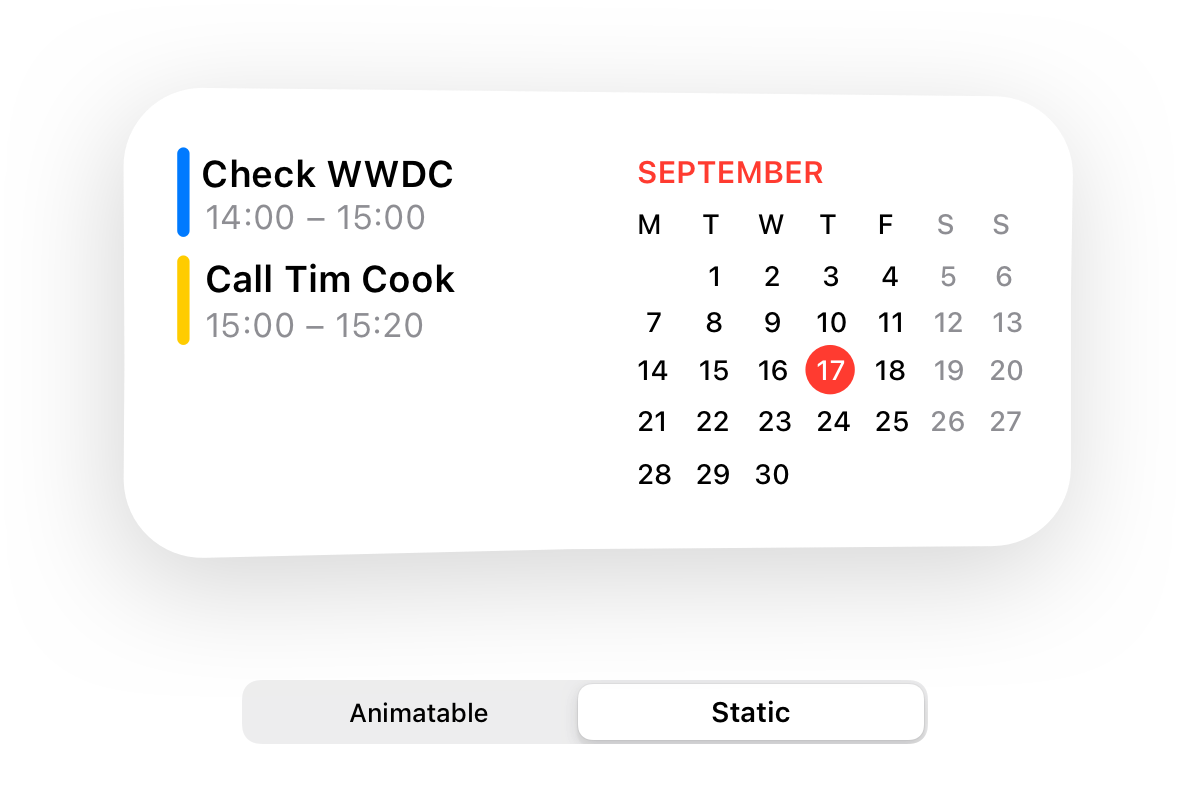 Check WWDC
14:00 – 15:00
Call Tim Cook
15:00 – 15:20
SEPTEMBER
M T W T F S S
1 2 3 4 5 6
7 8 9 10 11 12 13
14 15 16 17 18 19 20
21 22 23 24 25 26 27
28 29 30
Animatable Static